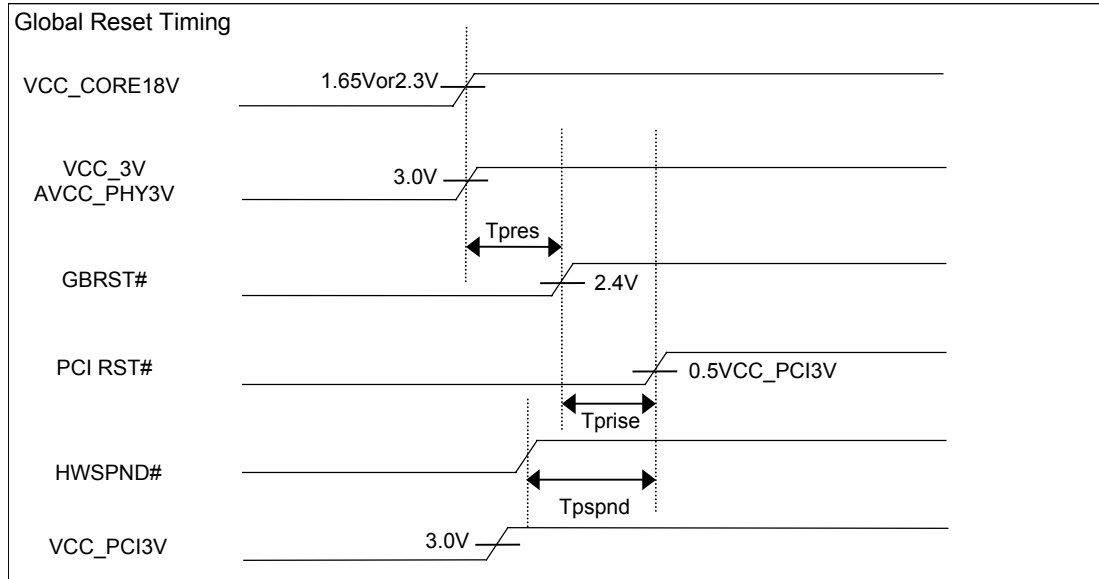 Global Reset Timing
VCC_CORE18V
1.65Vor2.3V
VCC_3V
AVCC_PHY3V
3.0V
Tpres
GBRST#
2.4V
PCI RST#
0.5VCC_PCI3V
Tprise
HWSPND#
Tpspnd
VCC_PCI3V
3.0V